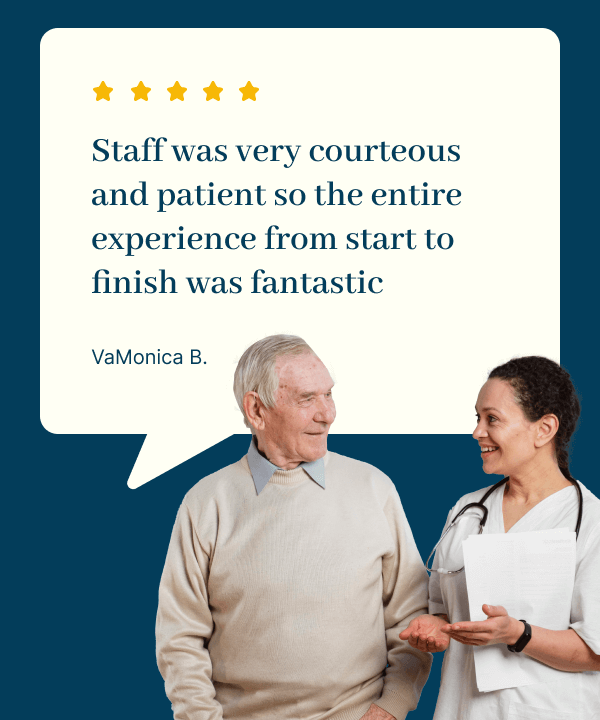 Staff was very courteous
and patient so the entire
experience from start to
finish was fantastic
VaMonica B.